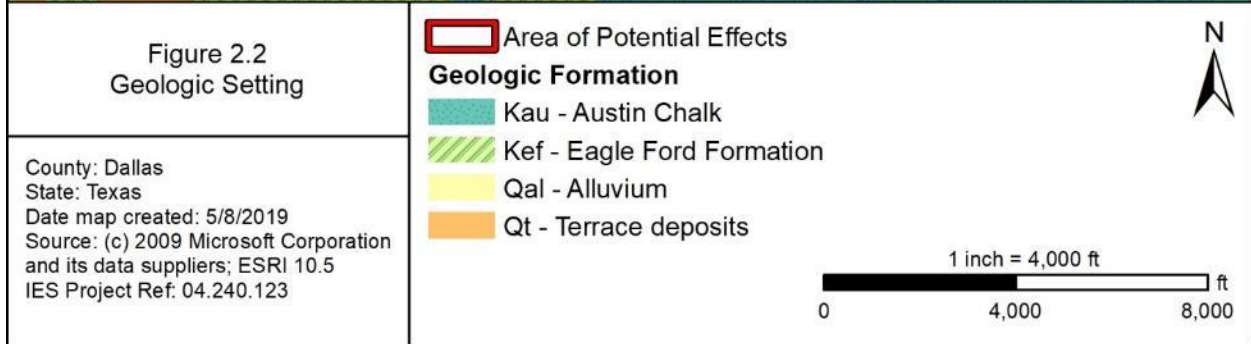 Figure 2.2
Geologic Setting
County: Dallas
State: Texas
Date map created: 5/8/2019
Source: (c) 2009 Microsoft Corporation
and its data suppliers; ESRI 10.5
IES Project Ref: 04.240.123
Area of Potential Effects
Geologic Formation
Kau - Austin Chalk
Kef - Eagle Ford Formation
Qal - Alluvium
Qt - Terrace deposits
N
1 inch = 4,000 ft
ft
0 4,000 8,000